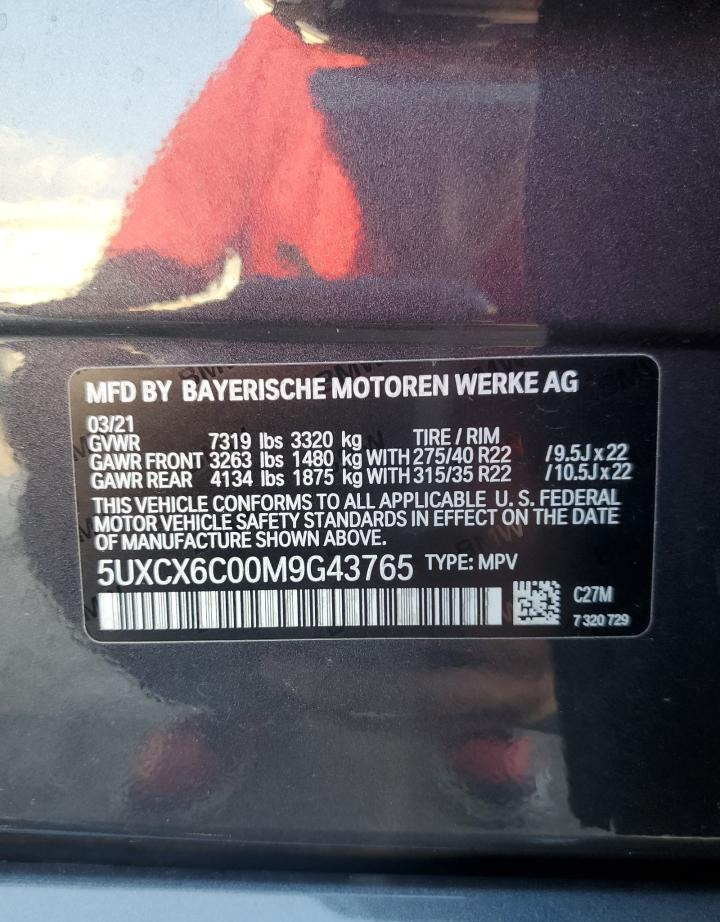 MFD BY BAYERISCHE MOTOREN WERKE AG
03/21
GVWR 7319 lbs 3320 kg TIRE / RIM
GAWR FRONT 3263 lbs 1480 kg WITH 275/40 R22 /9.5J x 22
GAWR REAR 4134 lbs 1875 kg WITH 315/35 R22 /10.5J x 22
THIS VEHICLE CONFORMS TO ALL APPLICABLE U. S. FEDERAL
MOTOR VEHICLE SAFETY STANDARDS IN EFFECT ON THE DATE
OF MANUFACTURE SHOWN ABOVE.
5UXCX6C00M9G43765 TYPE: MPV
C27M
7 320 729